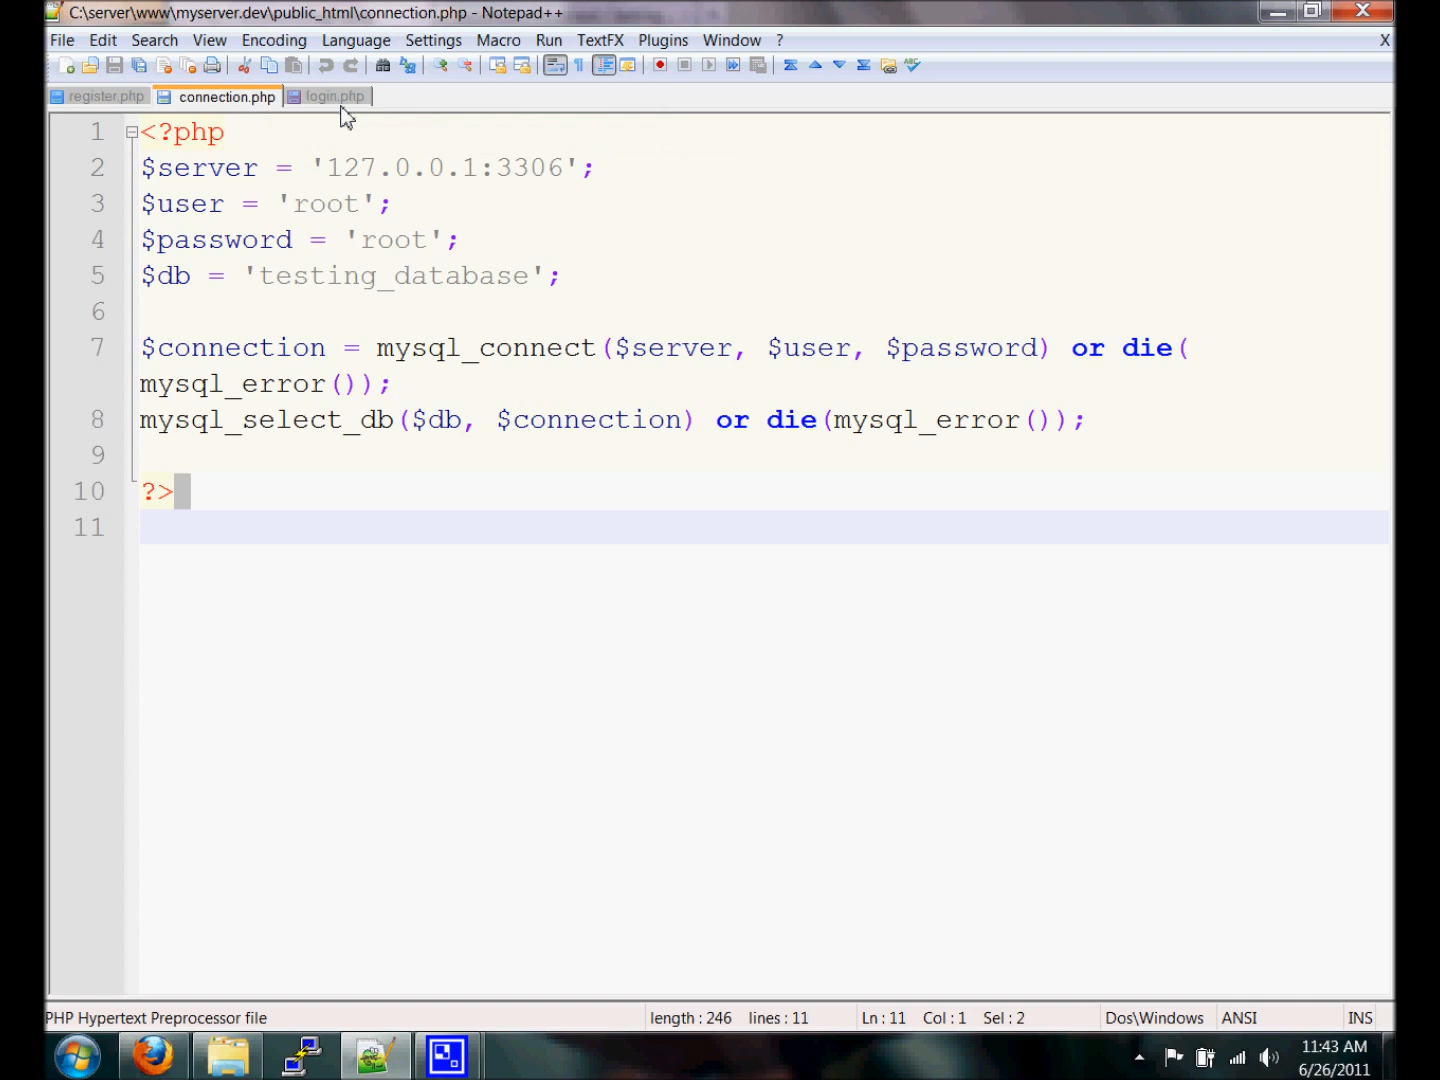 C:\server\www\myserver.dev\public_html\connection.php - Notepad++
File Edit Search View Encoding Language Settings Macro Run TextFX Plugins Window ? X
register.php connection.php login.php
1 <?php
2 $server = '127.0.0.1:3306';
3 $user = 'root';
4 $password = 'root';
5 $db = 'testing_database';
6
7 $connection = mysql_connect($server, $user, $password) or die(
mysql_error());
8 mysql_select_db($db, $connection) or die(mysql_error());
9
10 ?>
11
PHP Hypertext Preprocessor file length : 246 lines : 11 Ln : 11 Col : 1 Sel : 2 Dos\Windows ANSI INS
11:43 AM
6/26/2011